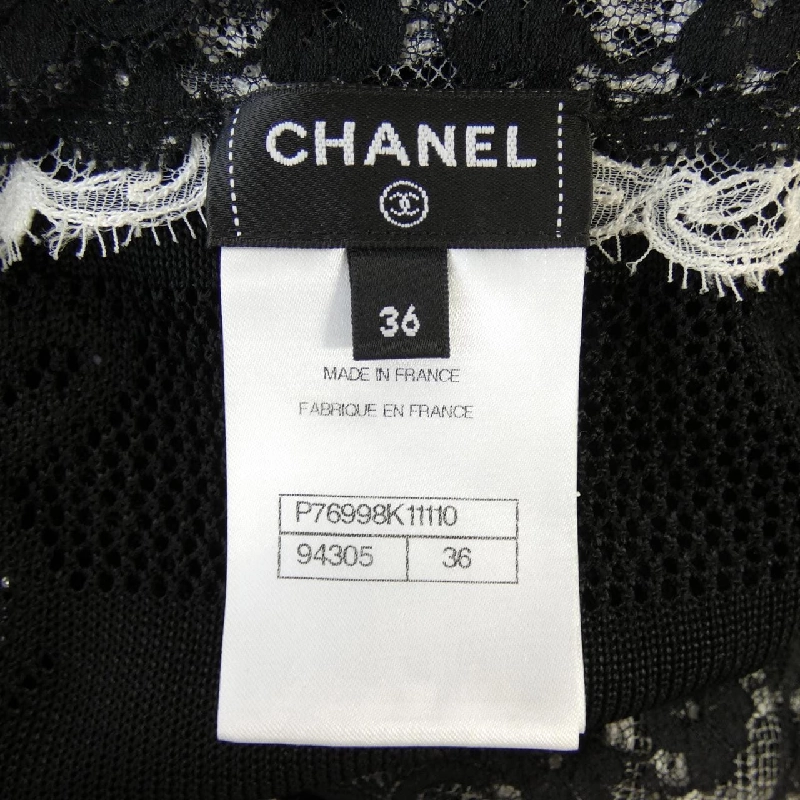 CHANEL
36
MADE IN FRANCE
FABRIQUE EN FRANCE
P76998K11110
94305 36